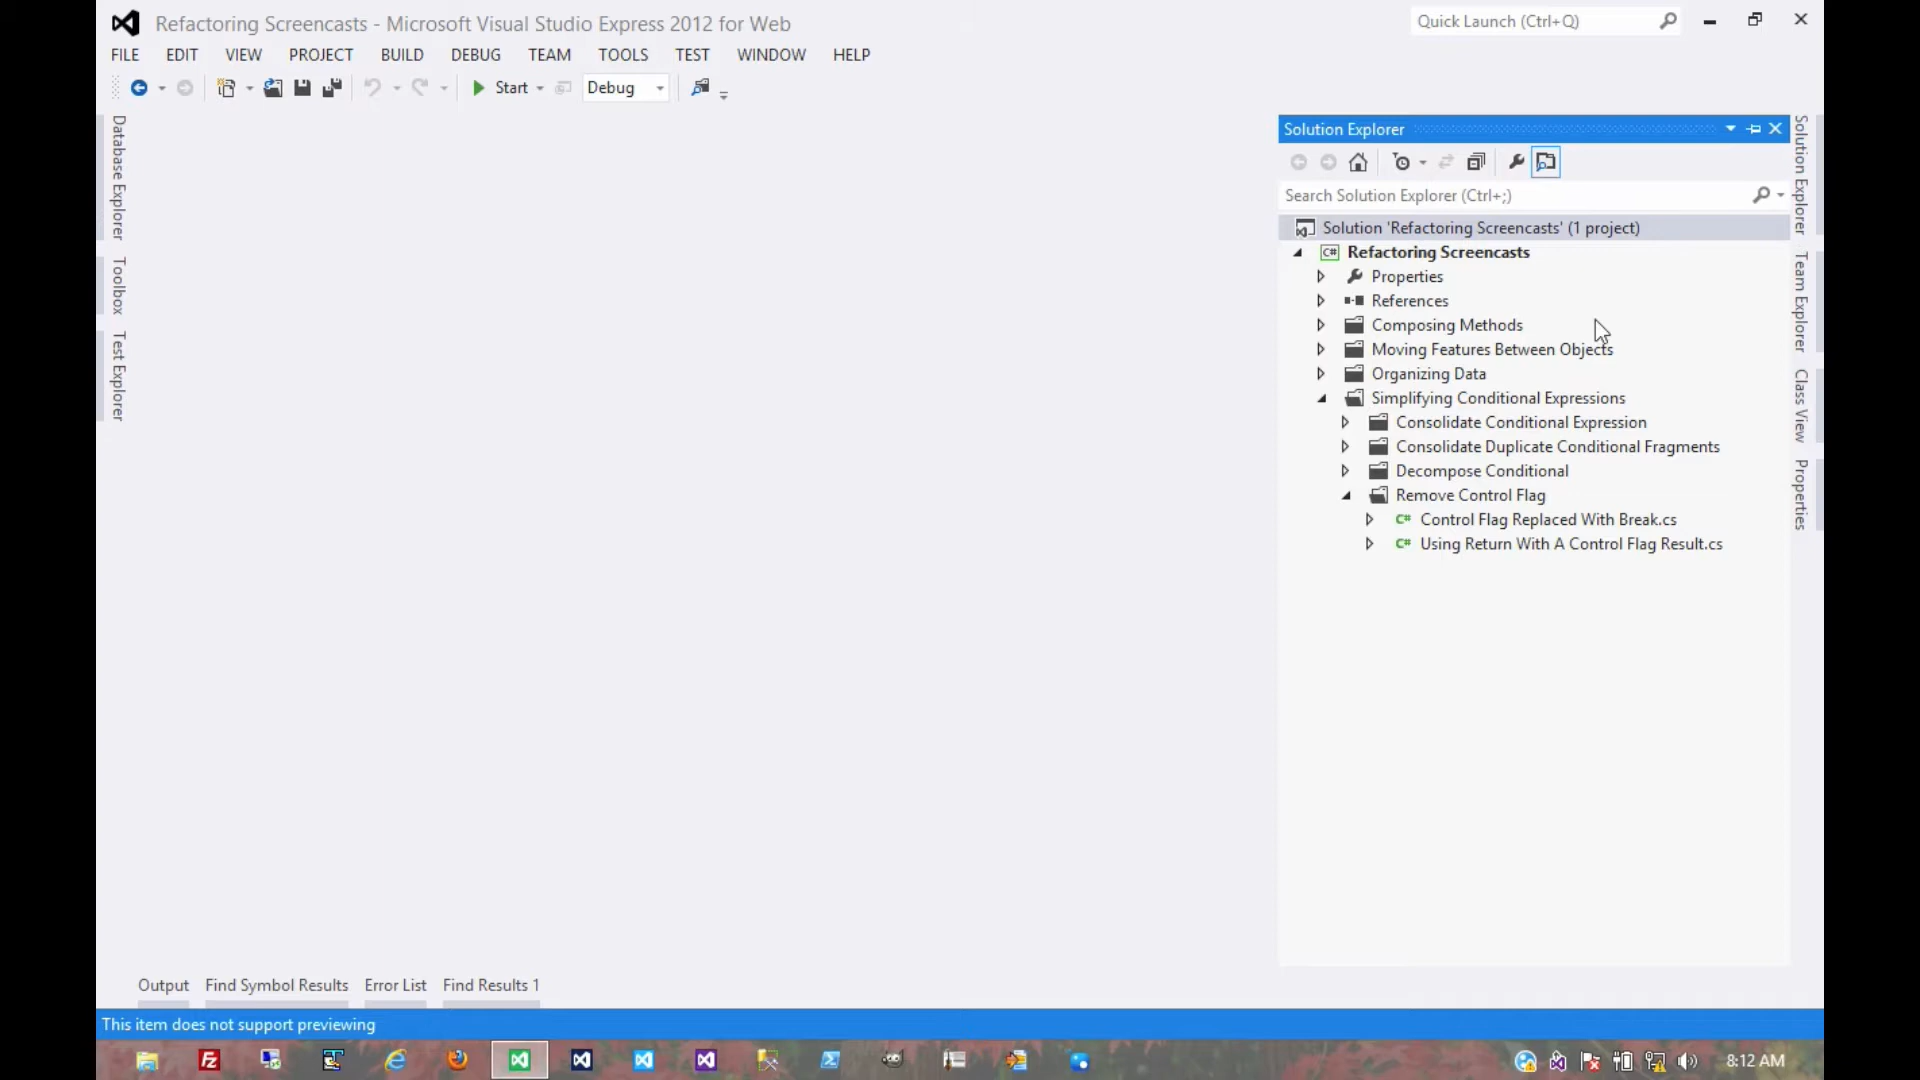 Refactoring Screencasts - Microsoft Visual Studio Express 2012 for Web
Quick Launch (Ctrl+Q)
FILE EDIT VIEW PROJECT BUILD DEBUG TEAM TOOLS TEST WINDOW HELP
Start Debug
Database Explorer
Toolbox
Test Explorer
Solution Explorer
Search Solution Explorer (Ctrl+;)
Solution 'Refactoring Screencasts' (1 project)
C# Refactoring Screencasts
Properties
References
Composing Methods
Moving Features Between Objects
Organizing Data
Simplifying Conditional Expressions
Consolidate Conditional Expression
Consolidate Duplicate Conditional Fragments
Decompose Conditional
Remove Control Flag
C# Control Flag Replaced With Break.cs
C# Using Return With A Control Flag Result.cs
Solution Explorer
Team Explorer
Class View
Properties
Output Find Symbol Results Error List Find Results 1
This item does not support previewing
8:12 AM